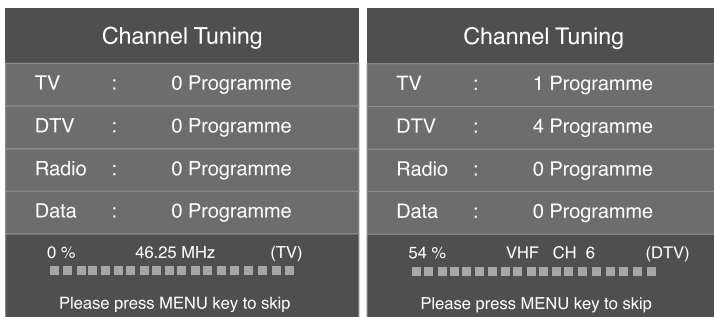 Channel Tuning
TV : 0 Programme
DTV : 0 Programme
Radio : 0 Programme
Data : 0 Programme
0 % 46.25 MHz (TV)
Please press MENU key to skip
Channel Tuning
TV : 1 Programme
DTV : 4 Programme
Radio : 0 Programme
Data : 0 Programme
54 % VHF CH 6 (DTV)
Please press MENU key to skip